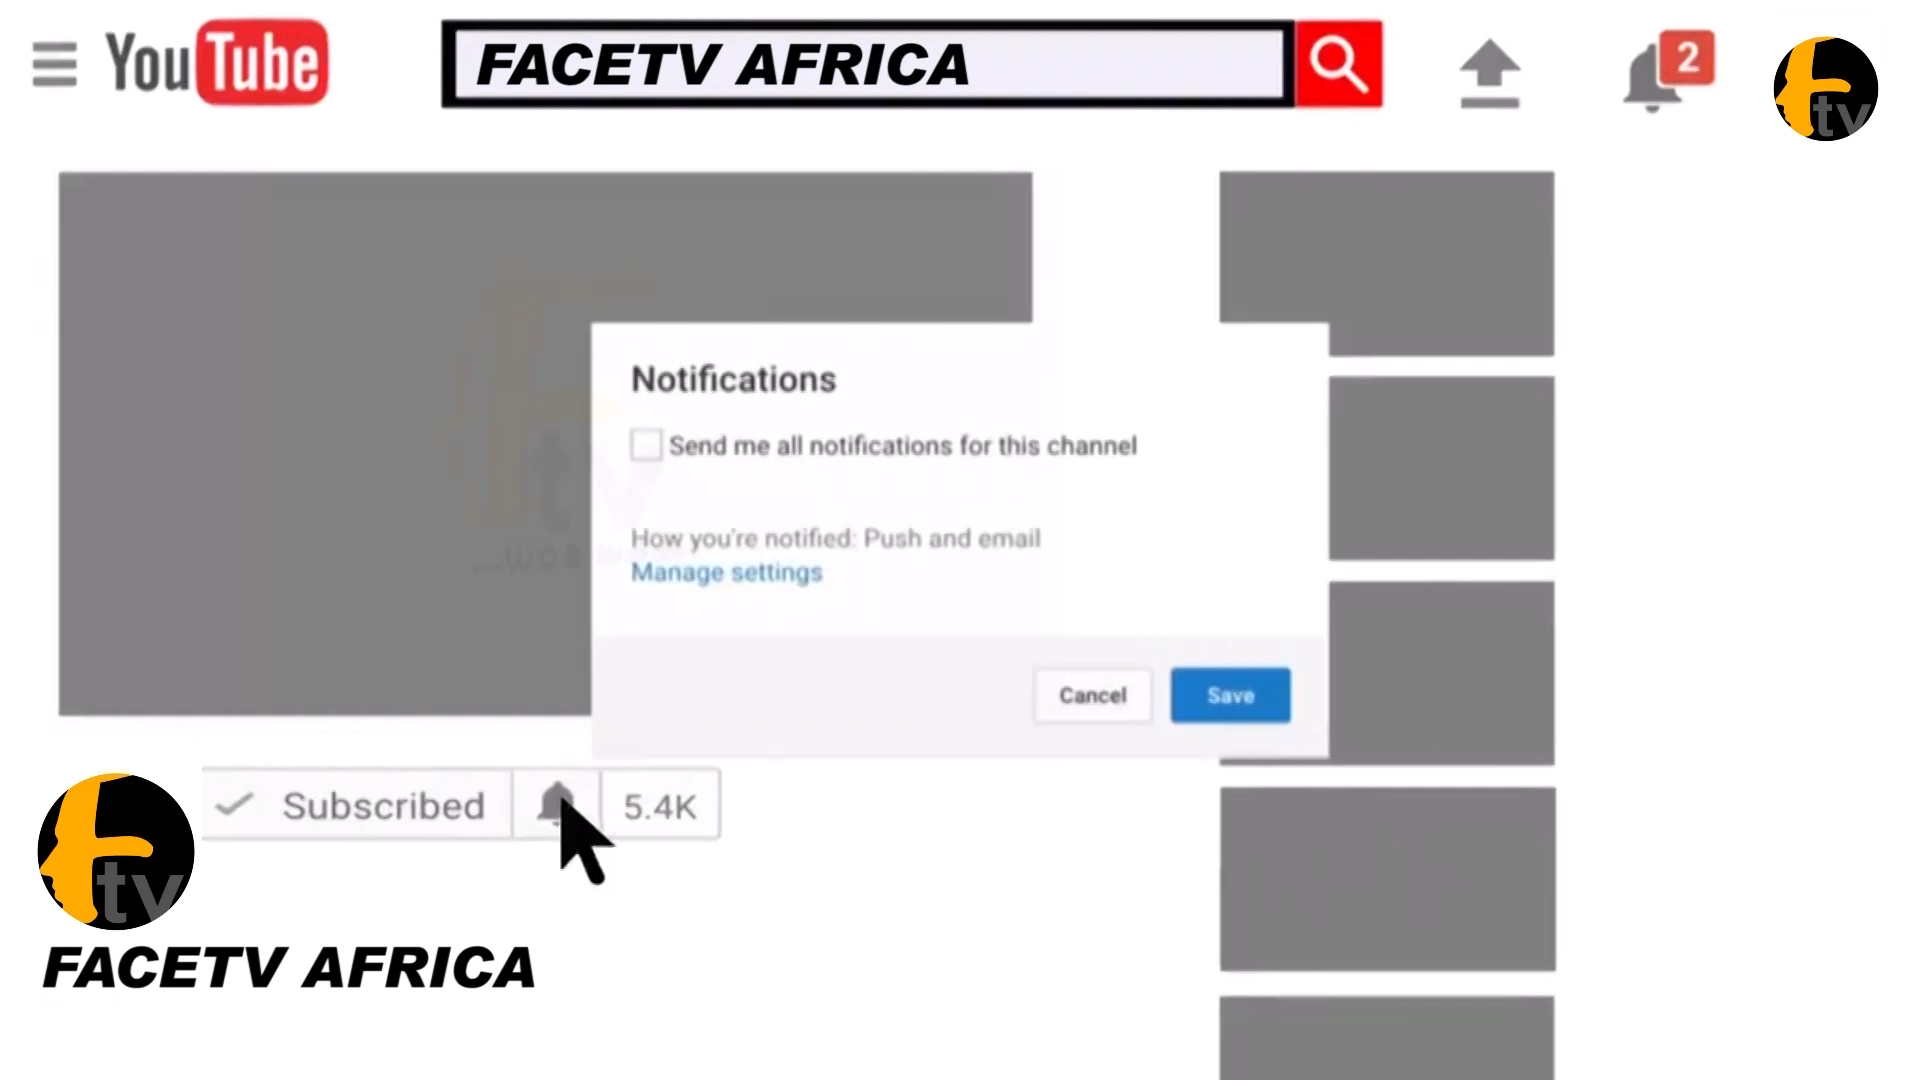 YouTube
FACETV AFRICA
2
tv
Notifications
Send me all notifications for this channel
How you're notified: Push and email
Manage settings
Cancel
Save
Subscribed
5.4K
tv
FACETV AFRICA